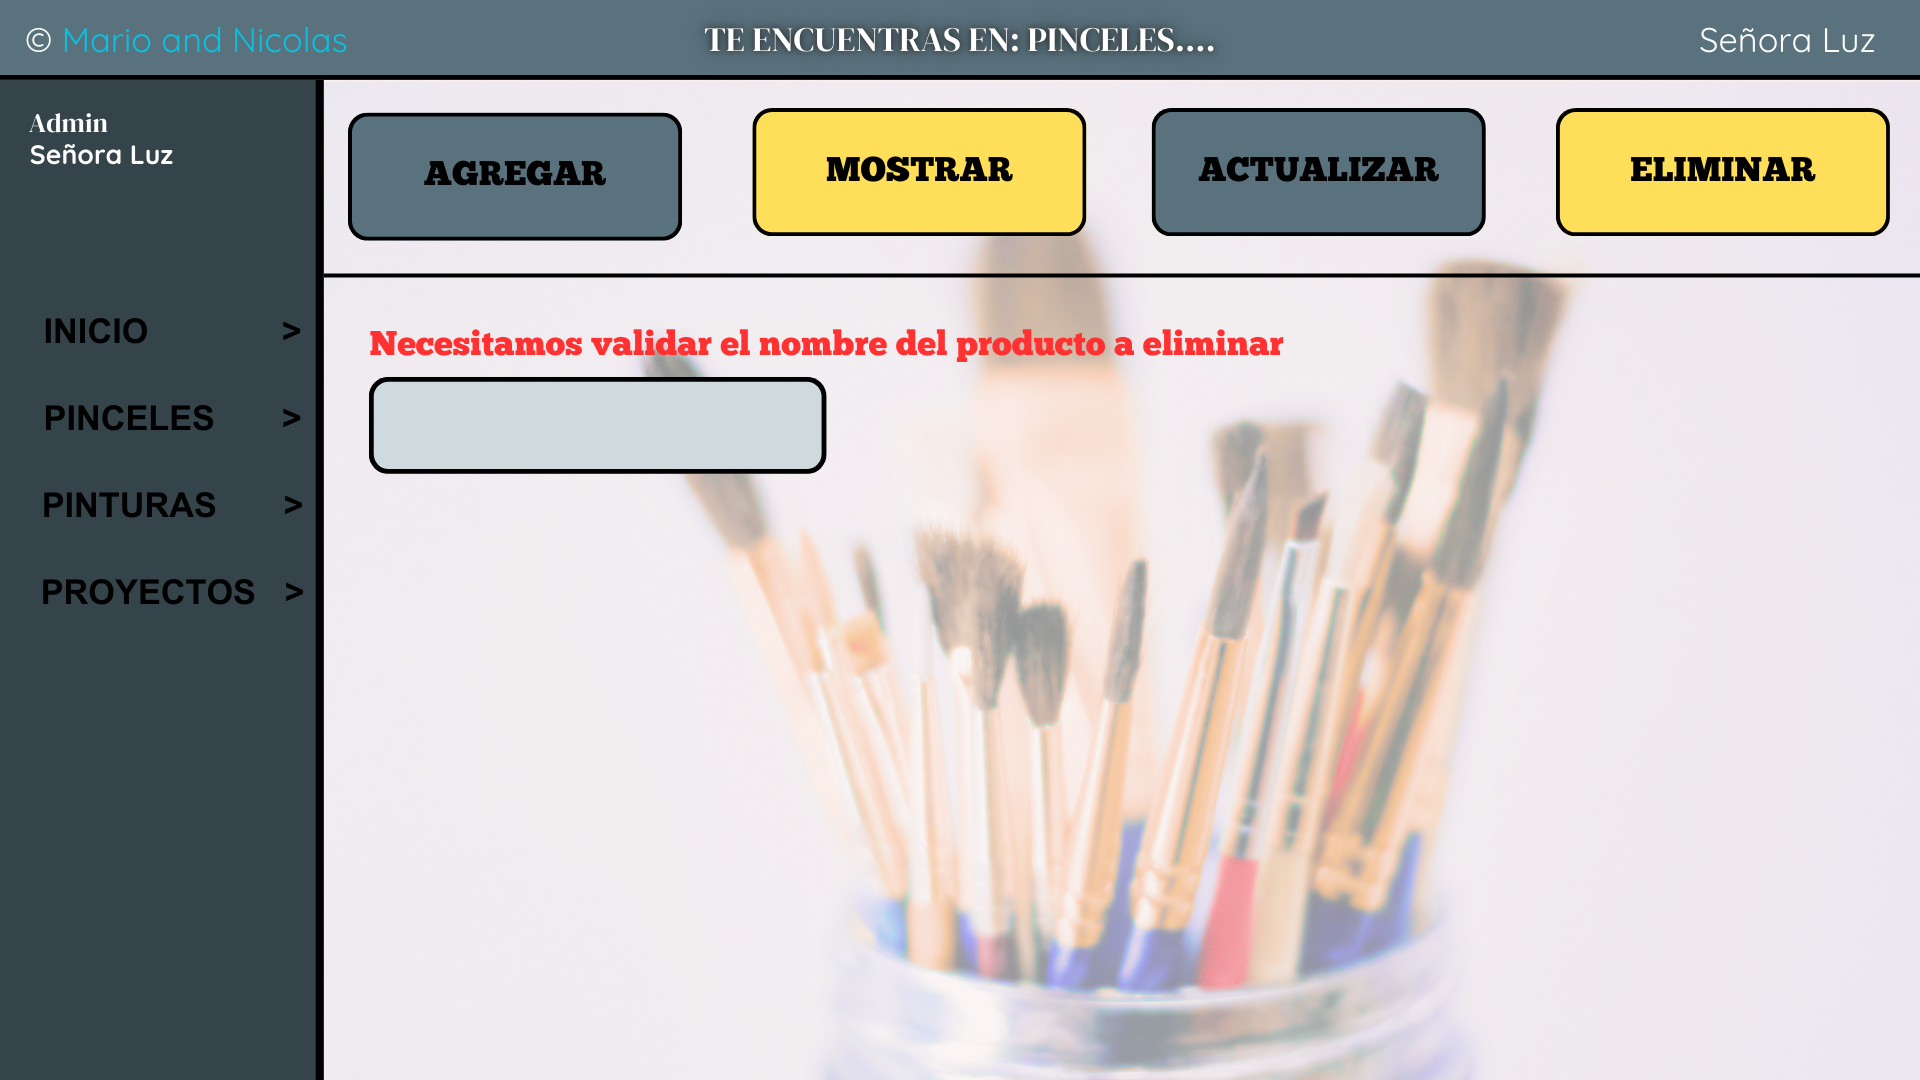 © Mario and Nicolas
TE ENCUENTRAS EN: PINCELES....
Señora Luz
Admin
Señora Luz
AGREGAR
MOSTRAR
ACTUALIZAR
ELIMINAR
INICIO >
PINCELES >
PINTURAS >
PROYECTOS >
Necesitamos validar el nombre del producto a eliminar